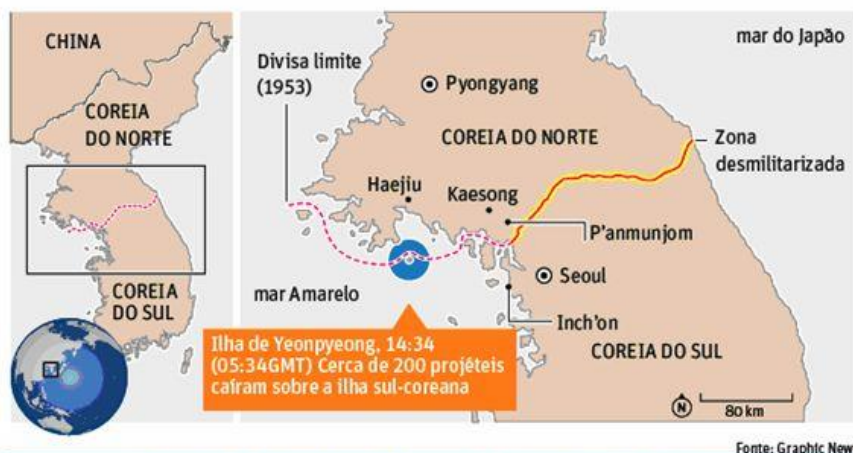 CHINA
COREIA
DO NORTE
COREIA
DO SUL
Divisa limite
(1953)
mar do Japão
Pyongyang
COREIA DO NORTE
Zona
desmilitarizada
Haejiu
Kaesong
P'anmunjom
Seoul
mar Amarelo
Inch'on
COREIA DO SUL
Ilha de Yeonpyeong, 14:34
(05:34GMT) Cerca de 200 projéteis
caíram sobre a ilha sul-coreana
N
80 km
Fonte: Graphic New